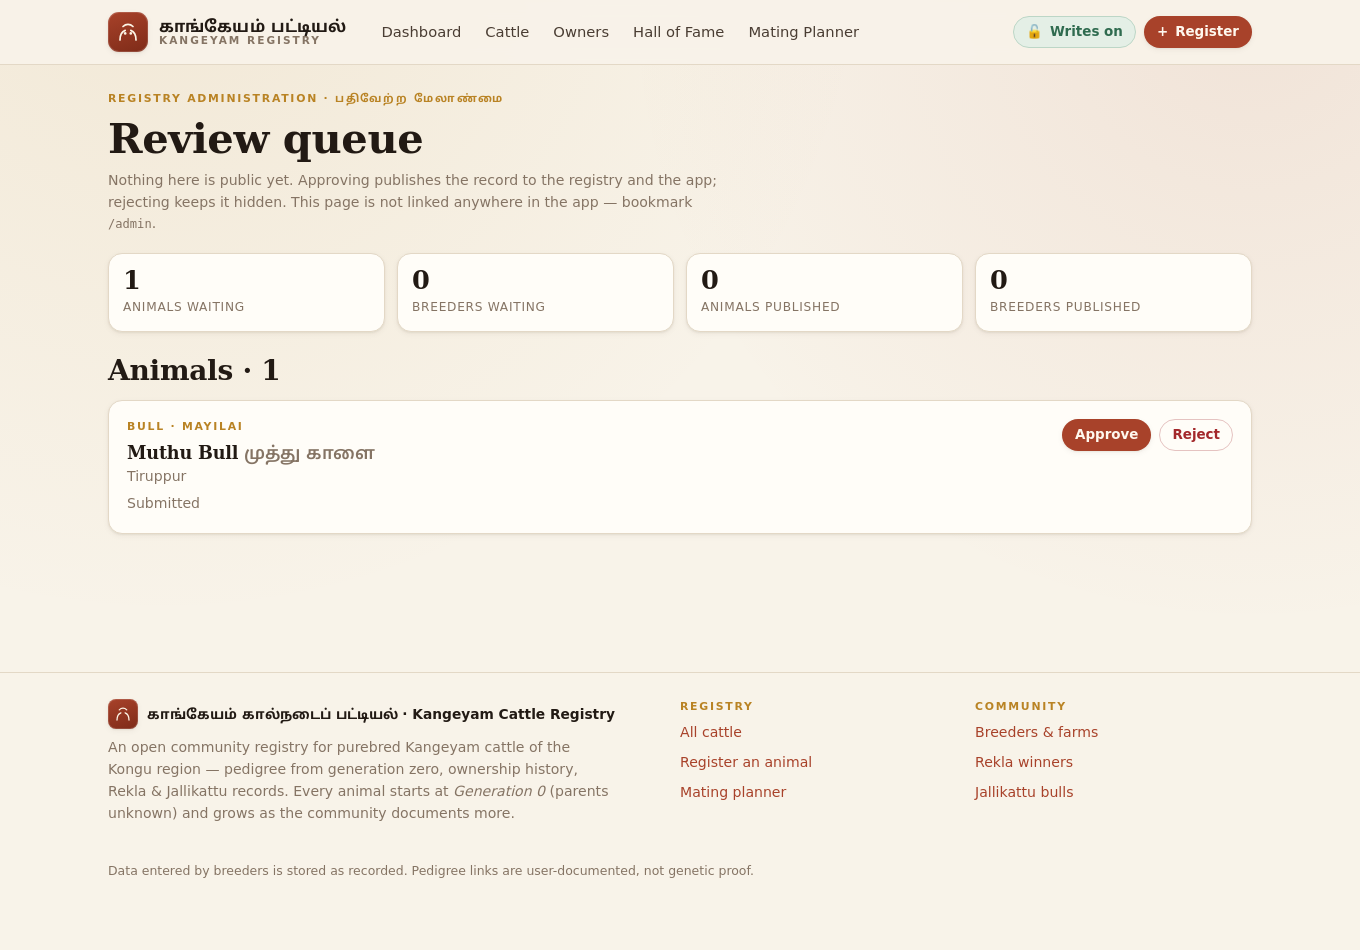 காங்கேயம் பட்டியல்
KANGEYAM REGISTRY
Dashboard
Cattle
Owners
Hall of Fame
Mating Planner
🔓 Writes on
+ Register
REGISTRY ADMINISTRATION · பதிவேற்ற மேலாண்மை
Review queue
Nothing here is public yet. Approving publishes the record to the registry and the app;
rejecting keeps it hidden. This page is not linked anywhere in the app — bookmark
/admin.
1
ANIMALS WAITING
0
BREEDERS WAITING
0
ANIMALS PUBLISHED
0
BREEDERS PUBLISHED
Animals · 1
BULL · MAYILAI
Muthu Bull முத்து காளை
Tiruppur
Submitted
Approve
Reject
காங்கேயம் கால்நடைப் பட்டியல் · Kangeyam Cattle Registry
An open community registry for purebred Kangeyam cattle of the
Kongu region — pedigree from generation zero, ownership history,
Rekla & Jallikattu records. Every animal starts at Generation 0 (parents
unknown) and grows as the community documents more.
REGISTRY
All cattle
Register an animal
Mating planner
COMMUNITY
Breeders & farms
Rekla winners
Jallikattu bulls
Data entered by breeders is stored as recorded. Pedigree links are user-documented, not genetic proof.